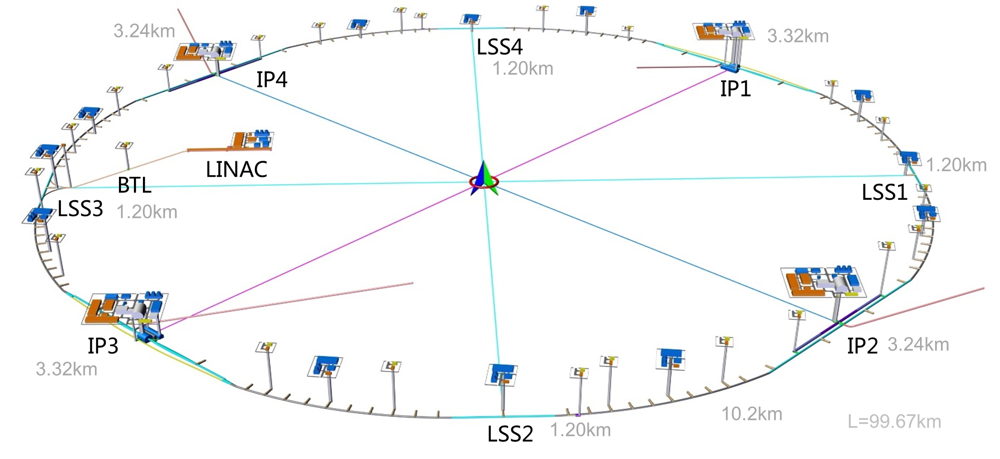 3.24km
IP4
LSS4
1.20km
3.32km
IP1
LINAC
BTL
LSS3
1.20km
1.20km
LSS1
IP3
3.32km
IP2
3.24km
LSS2
1.20km
10.2km
L=99.67km